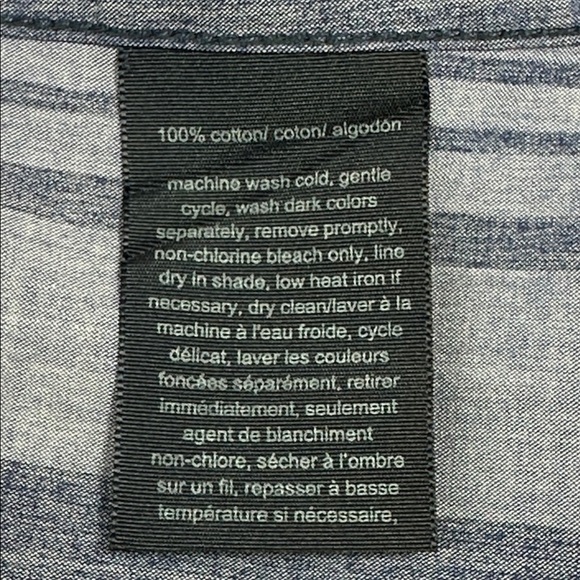 100% cotton/ coton/ algodón
machine wash cold, gentle
cycle, wash dark colors
separately, remove promptly,
non-chlorine bleach only, line
dry in shade, low heat iron if
necessary, dry clean/laver à la
machine à l'eau froide, cycle
délicat, laver les couleurs
foncées séparément, retirer
immédiatement, seulement
agent de blanchiment
non-chlore, sécher à l'ombre
sur un fil, repasser à basse
température si nécessaire,